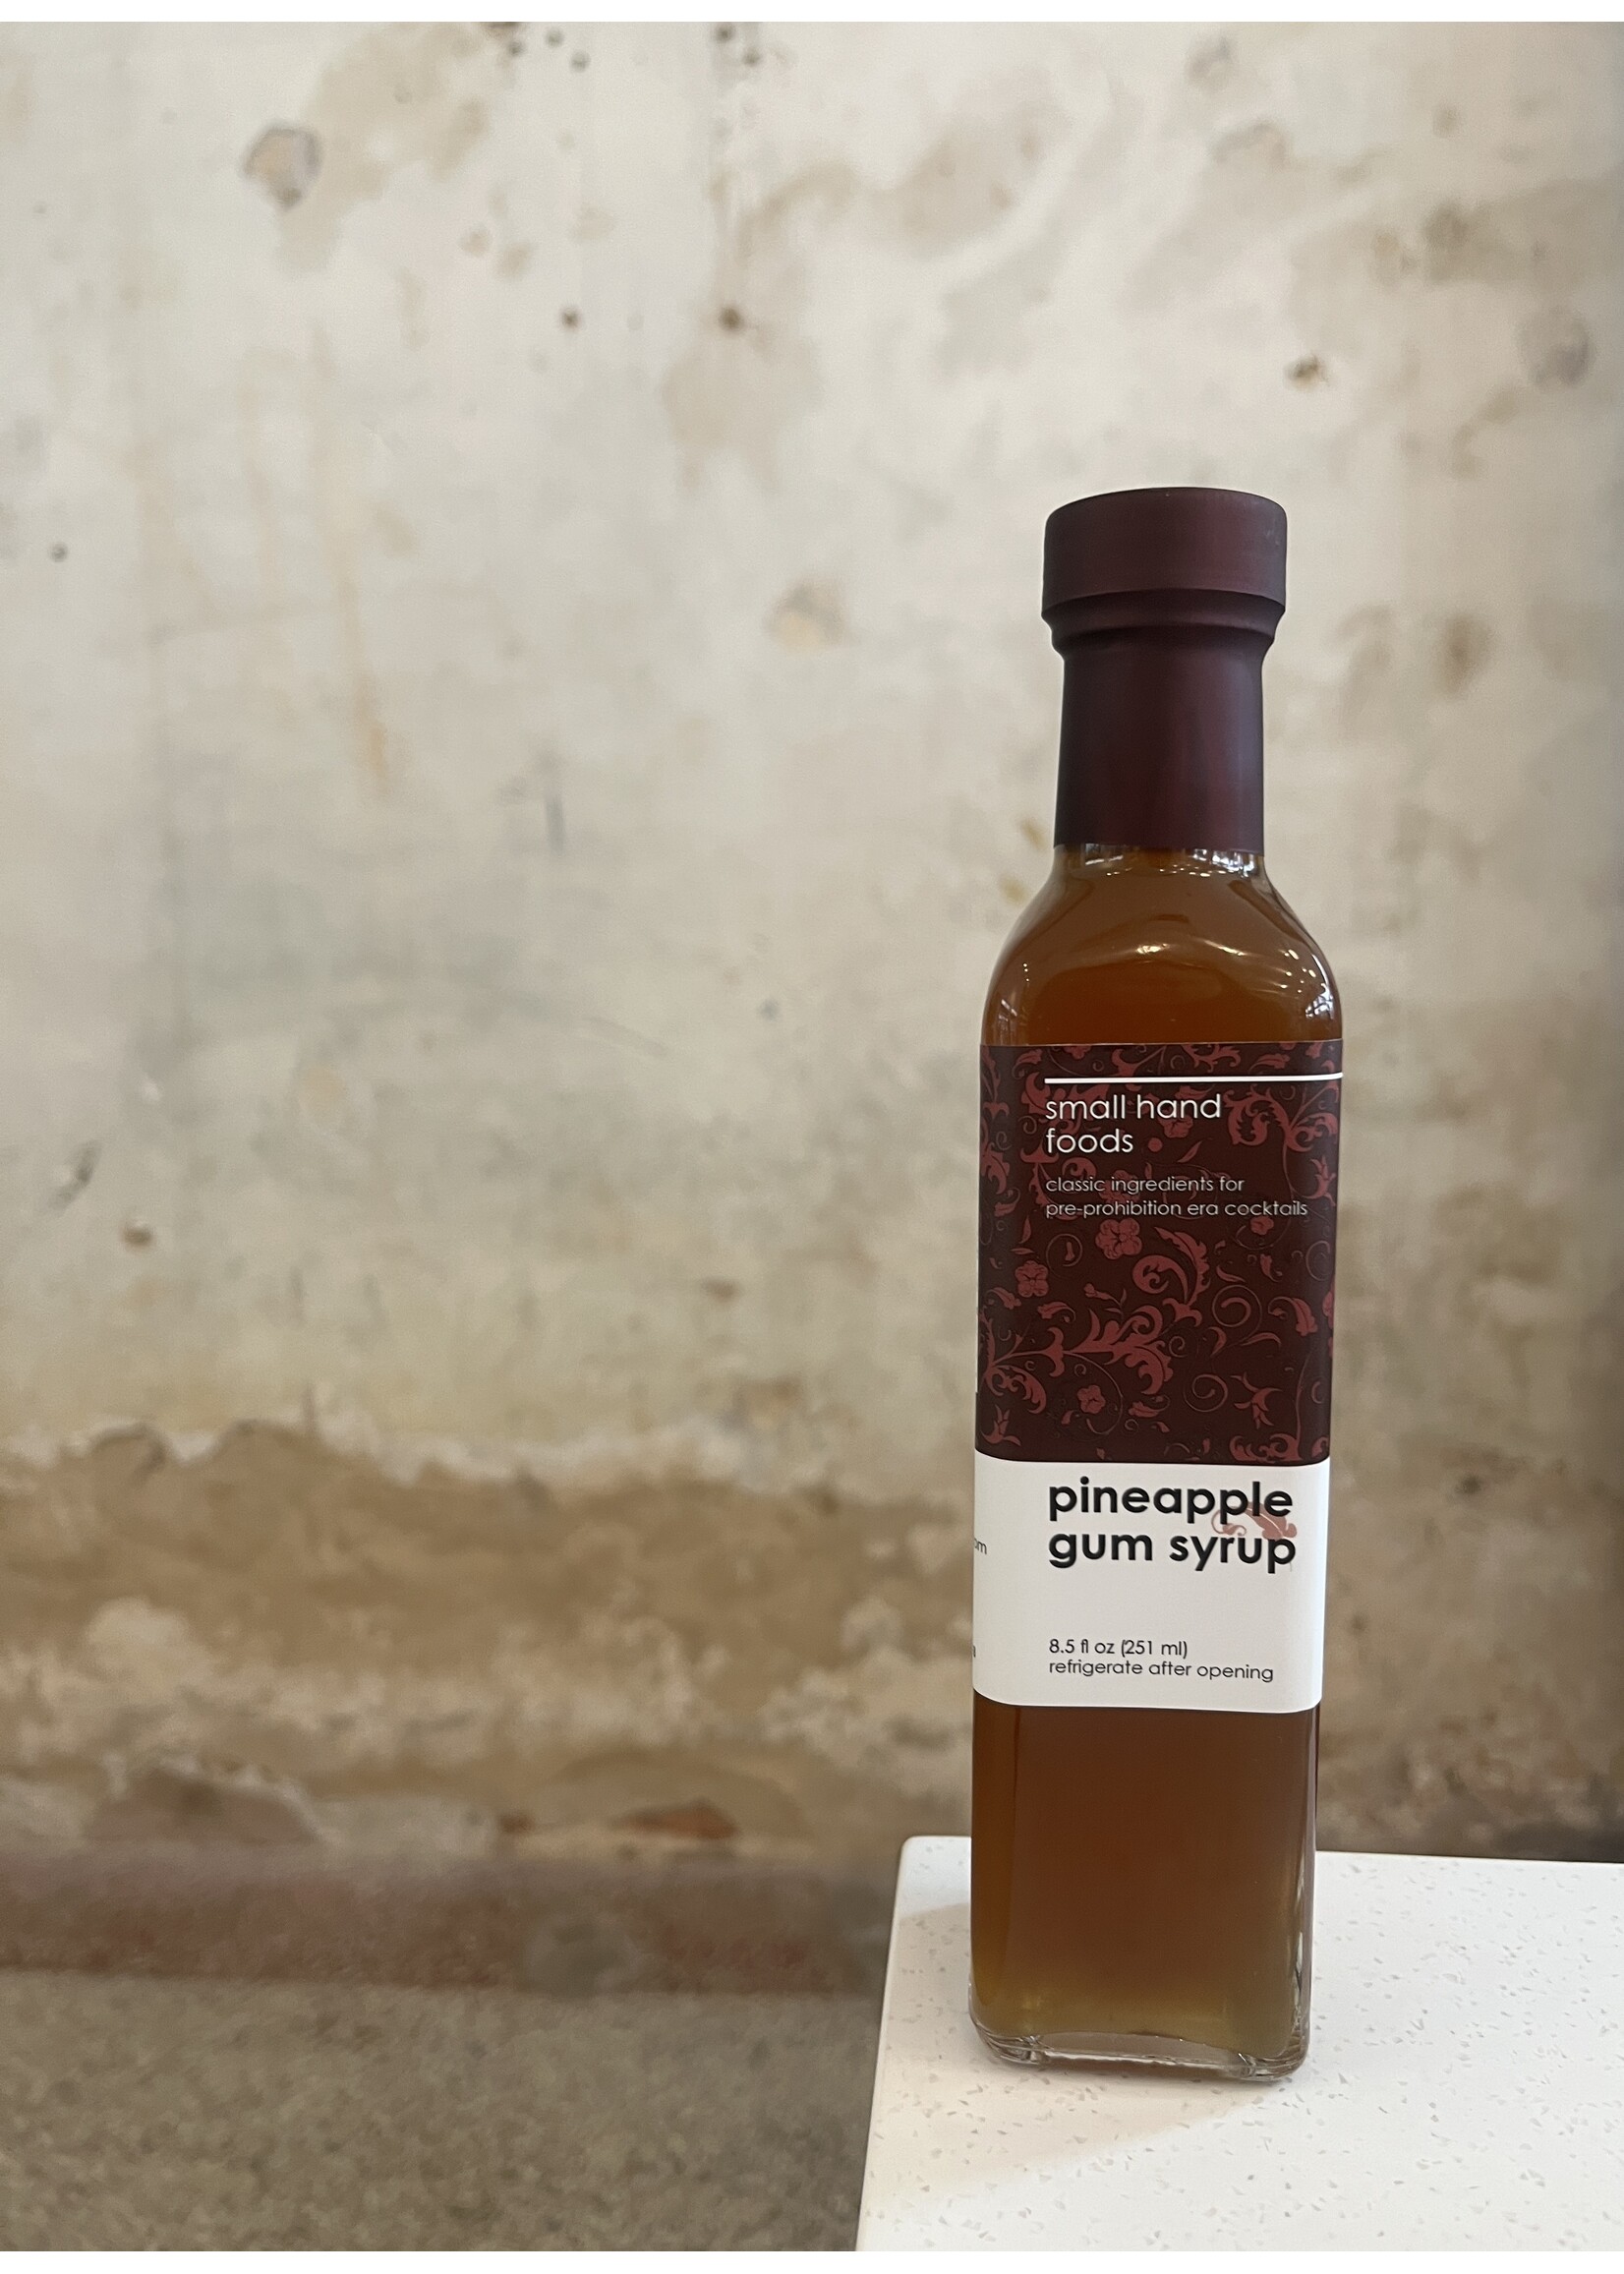 small hand
foods
classic ingredients for
pre-prohibition era cocktails
pineapple
gum syrup
8.5 fl oz (251 ml)
refrigerate after opening